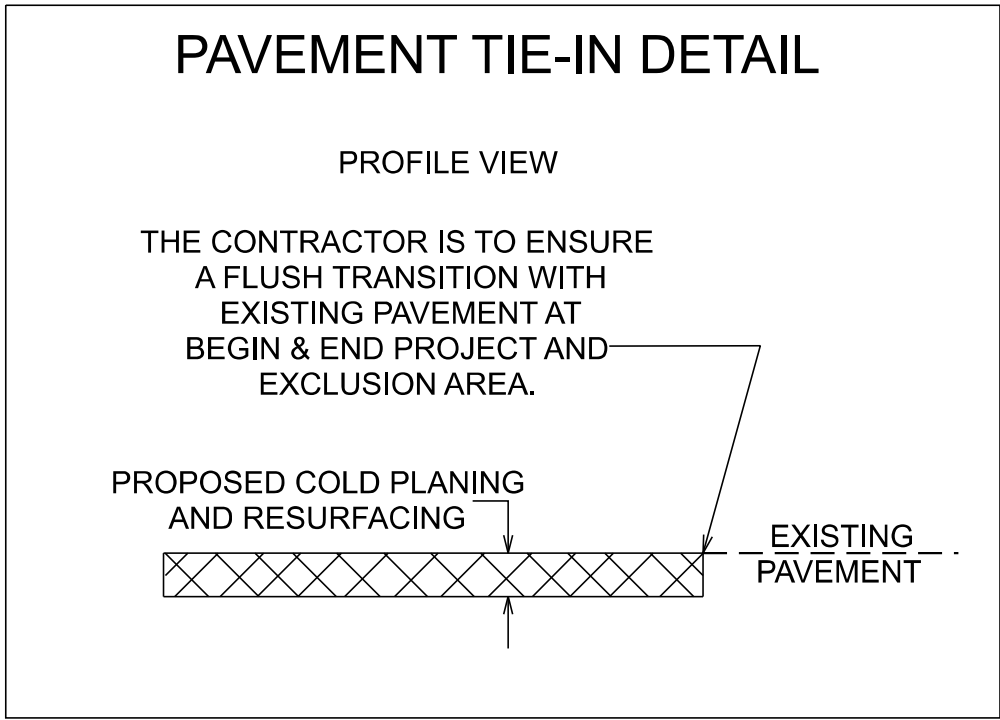 PAVEMENT TIE-IN DETAIL
PROFILE VIEW
THE CONTRACTOR IS TO ENSURE
A FLUSH TRANSITION WITH
EXISTING PAVEMENT AT
BEGIN & END PROJECT AND
EXCLUSION AREA.
PROPOSED COLD PLANING
AND RESURFACING
EXISTING
PAVEMENT